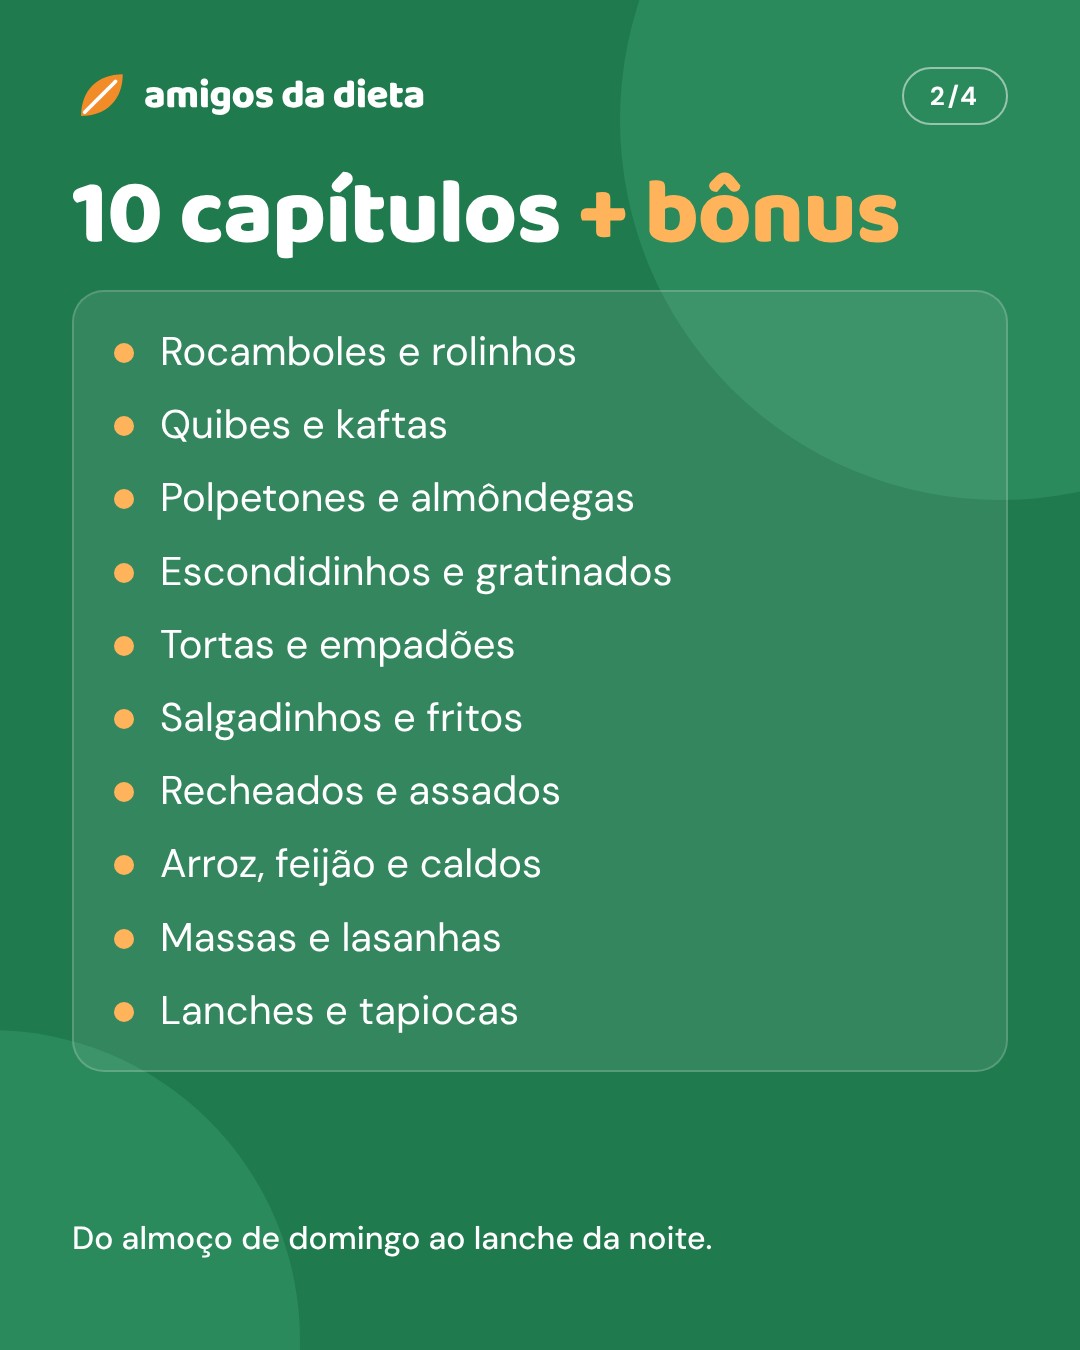 amigos da dieta
2/4
10 capítulos + bônus
Rocamboles e rolinhos
Quibes e kaftas
Polpetones e almôndegas
Escondidinhos e gratinados
Tortas e empadões
Salgadinhos e fritos
Recheados e assados
Arroz, feijão e caldos
Massas e lasanhas
Lanches e tapiocas
Do almoço de domingo ao lanche da noite.